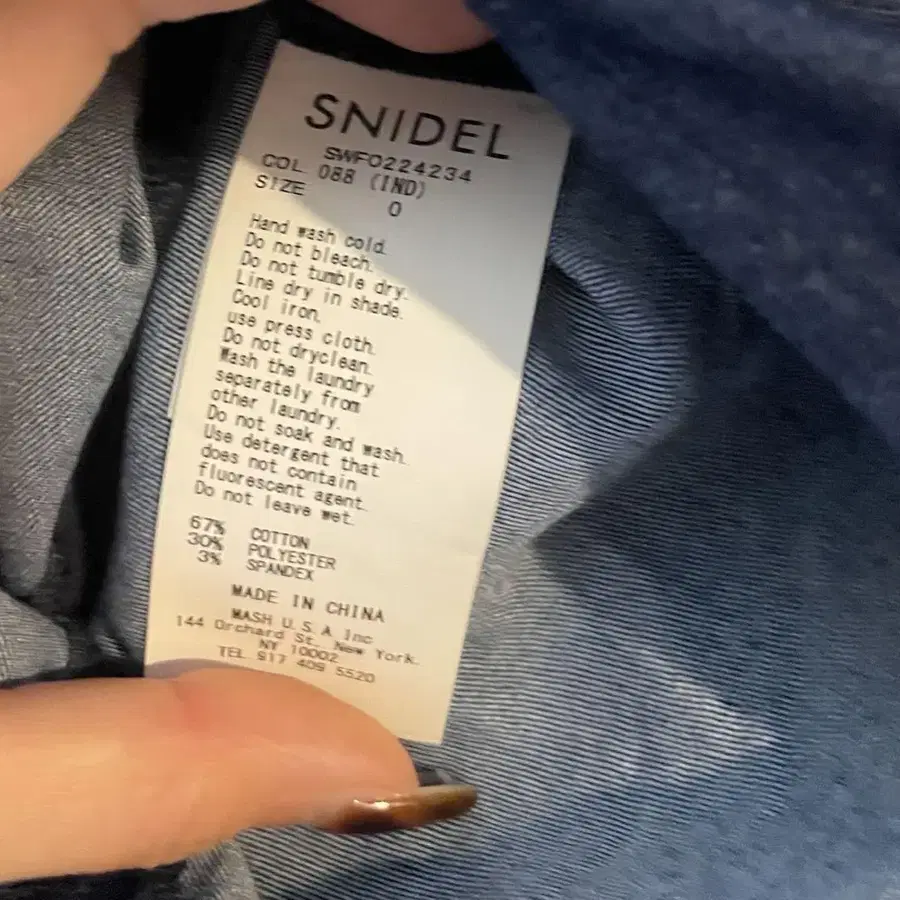 SNIDEL
SWFO224234
COL 088 (IND)
SIZE 0
Hand wash cold.
Do not bleach.
Do not tumble dry.
Line dry in shade.
Cool iron.
use press cloth.
Do not dryclean.
Wash the laundry
separately from
other laundry.
Do not soak and wash.
Use detergent that
does not contain
fluorescent agent.
Do not leave wet.
67% COTTON
30% POLYESTER
3% SPANDEX
MADE IN CHINA
MASH U.S.A Inc
144 Orchard St. New York.
NY 10002
TEL 917 409 5520